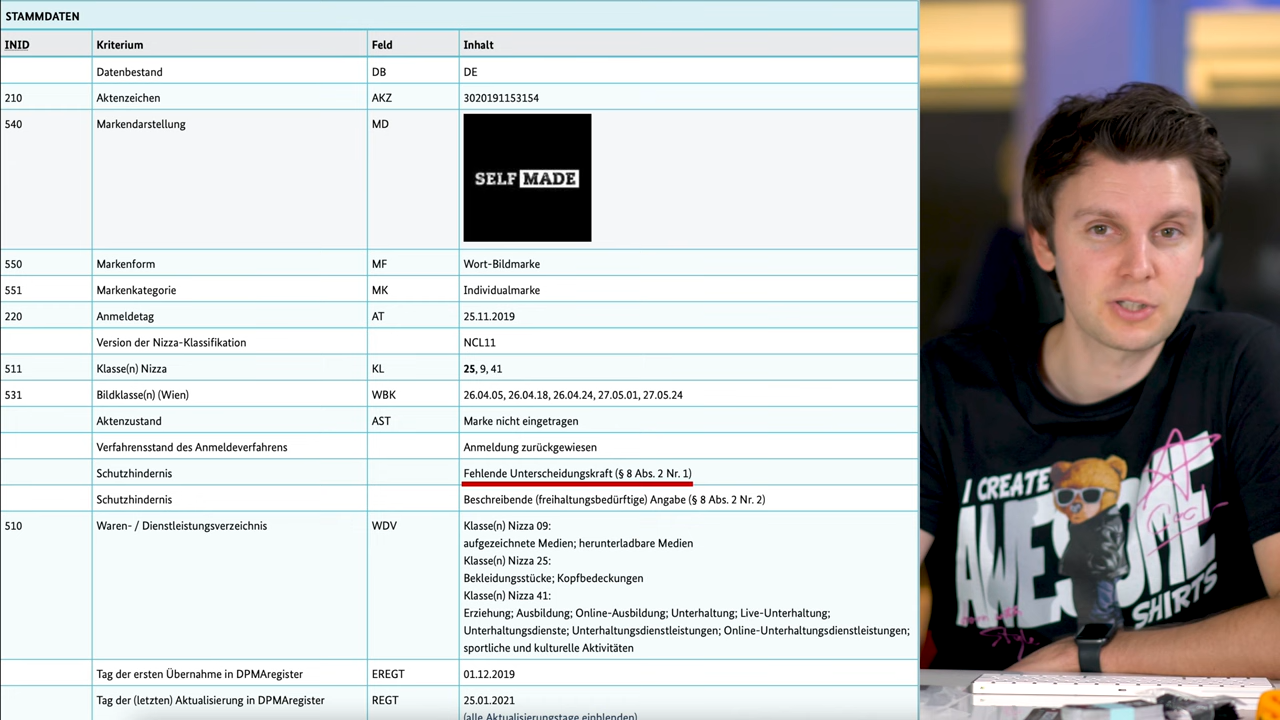 STAMMDATEN
INID Kriterium Feld Inhalt
Datenbestand DB DE
210 Aktenzeichen AKZ 3020191153154
540 Markendarstellung MD
SELF MADE
550 Markenform MF Wort-Bildmarke
551 Markenkategorie MK Individualmarke
220 Anmeldetag AT 25.11.2019
Version der Nizza-Klassifikation NCL11
511 Klasse(n) Nizza KL 25, 9, 41
531 Bildklasse(n) (Wien) WBK 26.04.05, 26.04.18, 26.04.24, 27.05.01, 27.05.24
Aktenzustand AST Marke nicht eingetragen
Verfahrensstand des Anmeldeverfahrens Anmeldung zurückgewiesen
Schutzhindernis Fehlende Unterscheidungskraft (§ 8 Abs. 2 Nr. 1)
Schutzhindernis Beschreibende (freihaltungsbedürftige) Angabe (§ 8 Abs. 2 Nr. 2)
510 Waren- / Dienstleistungsverzeichnis WDV Klasse(n) Nizza 09:
aufgezeichnete Medien; herunterladbare Medien
Klasse(n) Nizza 25:
Bekleidungsstücke; Kopfbedeckungen
Klasse(n) Nizza 41:
Erziehung; Ausbildung; Online-Ausbildung; Unterhaltung; Live-Unterhaltung;
Unterhaltungsdienste; Unterhaltungsdienstleistungen; Online-Unterhaltungsdienstleistungen;
sportliche und kulturelle Aktivitäten
Tag der ersten Übernahme in DPMAregister EREGT 01.12.2019
Tag der (letzten) Aktualisierung in DPMAregister REGT 25.01.2021
(alle Aktualisierungstage einblenden)
I CREATE
AWESOME
SHIRTS